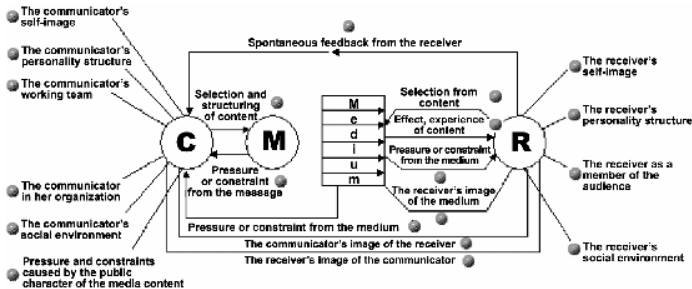 The communicator's
self-image
The communicator's
personality structure
The communicator's
working team
The communicator
in her organization
The communicator's
social environment
Pressure and constraints
caused by the public
character of the media content
Spontaneous feedback from the receiver
Selection and
structuring
of content
C
M
Pressure
or constraint
from the message
M
e
d
i
u
m
Selection from
content
Effect, experience
of content
Pressure or constraint
from the medium
The receiver's image
of the medium
R
Pressure or constraint from the medium
The communicator's image of the receiver
The receiver's image of the communicator
The receiver's
self-image
The receiver's
personality structure
The receiver as a
member of the
audience
The receiver's
social environment